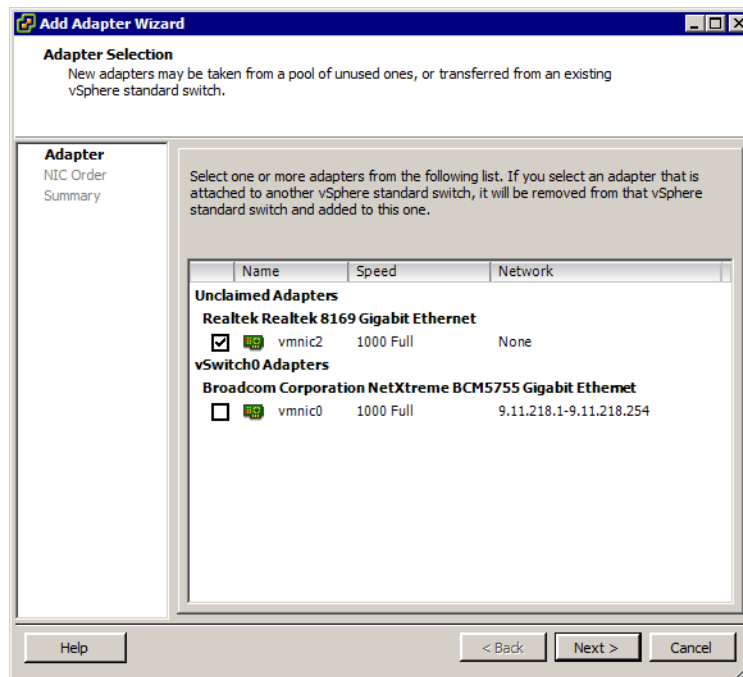 Add Adapter Wizard
Adapter Selection
New adapters may be taken from a pool of unused ones, or transferred from an existing
vSphere standard switch.
Adapter
NIC Order
Summary
Select one or more adapters from the following list. If you select an adapter that is
attached to another vSphere standard switch, it will be removed from that vSphere
standard switch and added to this one.
Name Speed Network
Unclaimed Adapters
Realtek Realtek 8169 Gigabit Ethernet
vmnic2 1000 Full None
vSwitch0 Adapters
Broadcom Corporation NetXtreme BCM5755 Gigabit Ethernet
vmnic0 1000 Full 9.11.218.1-9.11.218.254
Help < Back Next > Cancel